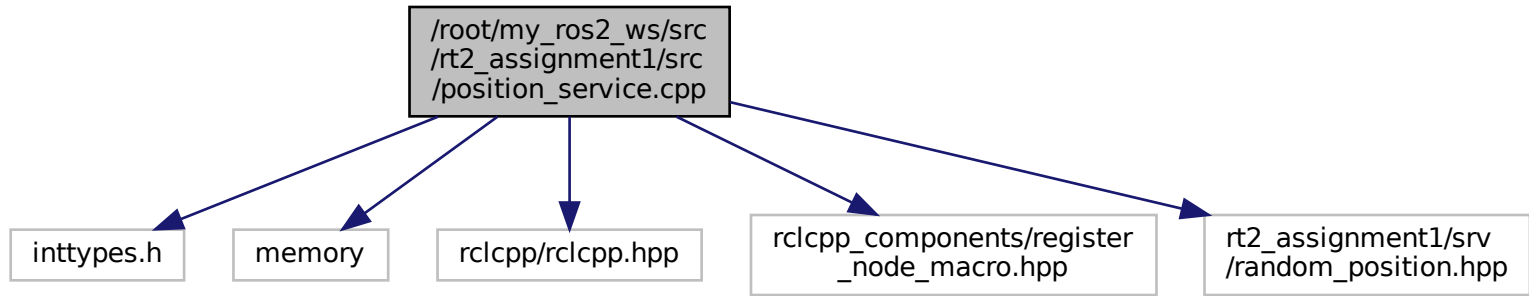 /root/my_ros2_ws/src
/rt2_assignment1/src
/position_service.cpp
inttypes.h
memory
rclcpp/rclcpp.hpp
rclcpp_components/register
_node_macro.hpp
rt2_assignment1/srv
/random_position.hpp